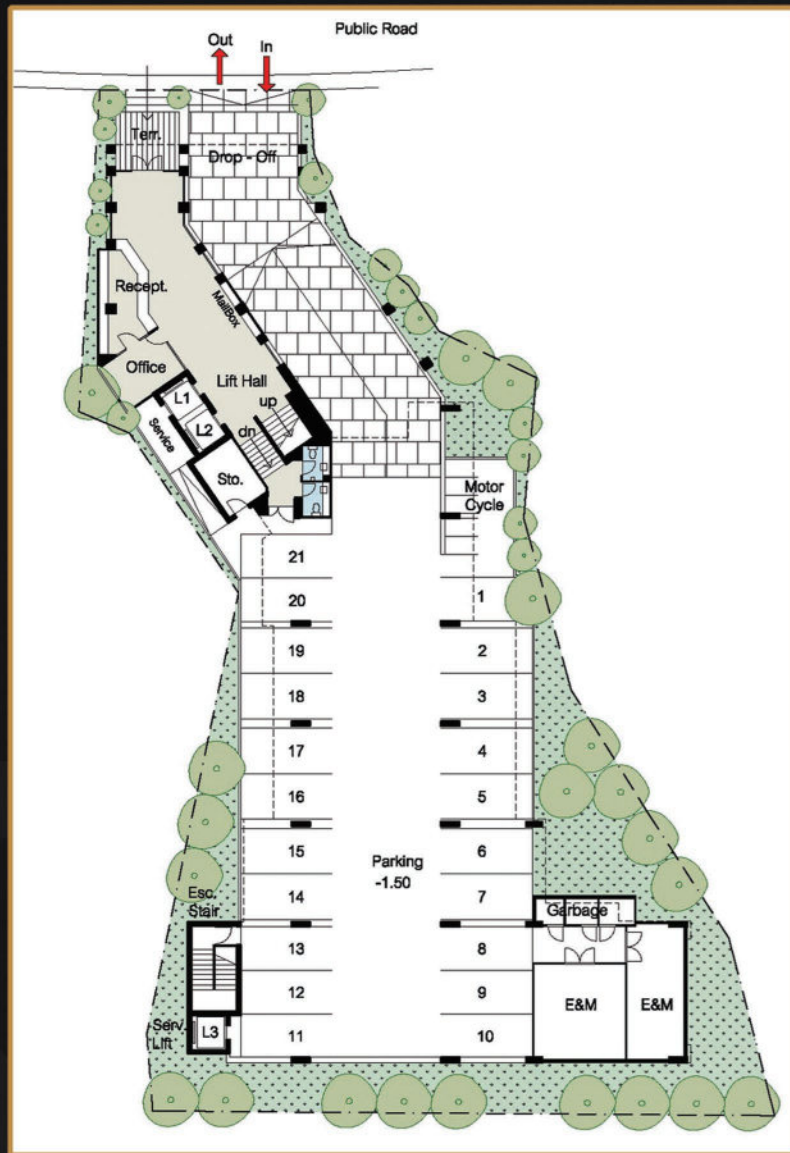 Public Road
Out
In
Terr.
Drop - Off
Recept.
MailBox
Office
Lift Hall
L1
up
L2
dn
Service
Sto.
Motor
Cycle
21
20
1
19
2
18
3
17
4
16
5
15
6
Parking
-1.50
14
7
Esc.
Stair
Garbage
13
8
12
9
E&M
E&M
Serv.
Lift
L3
11
10